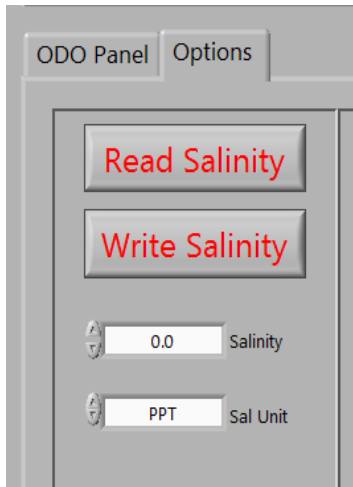 ODO Panel Options
Read Salinity
Write Salinity
0.0 Salinity
PPT Sal Unit